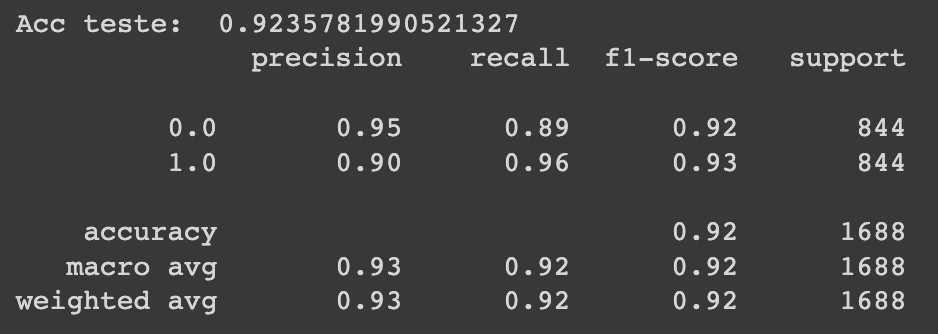 Acc teste:  0.9235781990521327
              precision    recall  f1-score   support

         0.0       0.95      0.89      0.92       844
         1.0       0.90      0.96      0.93       844

    accuracy                           0.92      1688
   macro avg       0.93      0.92      0.92      1688
weighted avg       0.93      0.92      0.92      1688